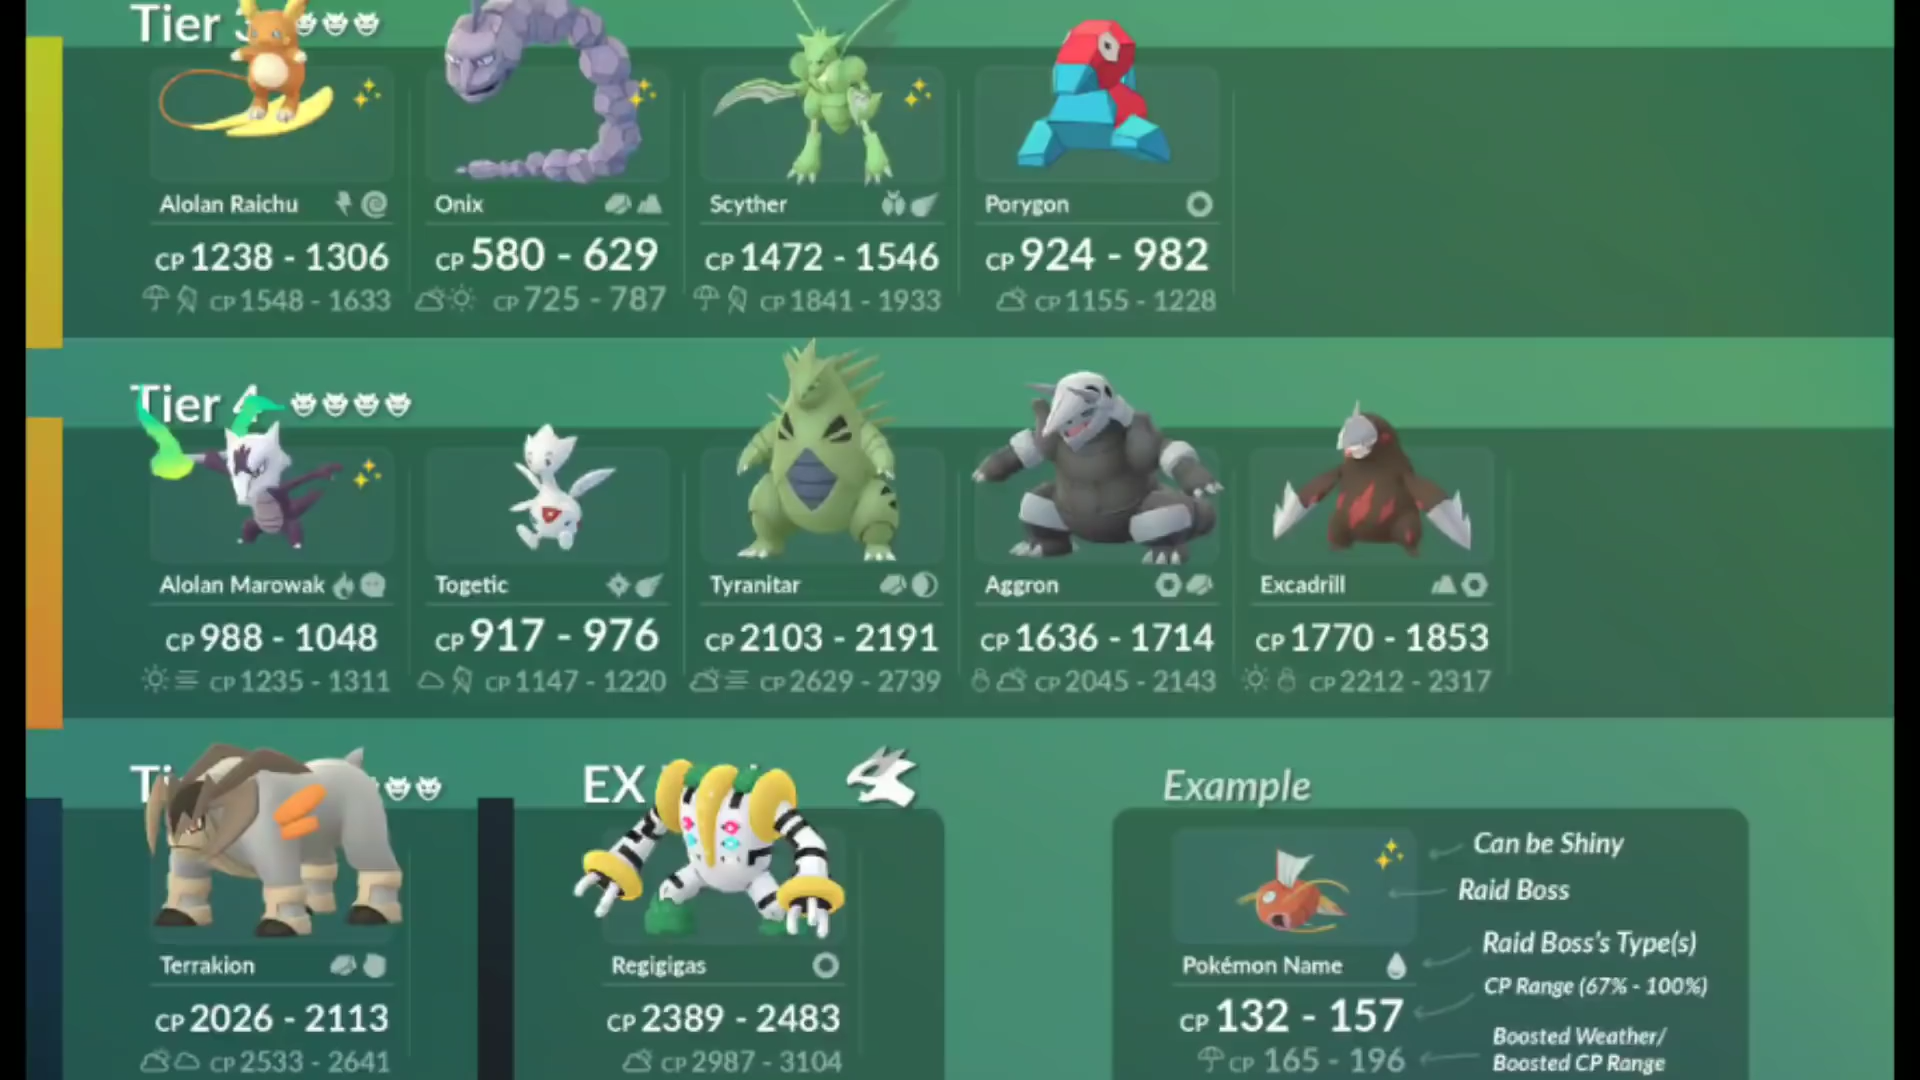 Tier 3
Alolan Raichu
Onix
Scyther
Porygon
CP 1238 - 1306
CP 580 - 629
CP 1472 - 1546
CP 924 - 982
CP 1548 - 1633
CP 725 - 787
CP 1841 - 1933
CP 1155 - 1228
Tier 4
Alolan Marowak
Togetic
Tyranitar
Aggron
Excadrill
CP 988 - 1048
CP 917 - 976
CP 2103 - 2191
CP 1636 - 1714
CP 1770 - 1853
CP 1235 - 1311
CP 1147 - 1220
CP 2629 - 2739
CP 2045 - 2143
CP 2212 - 2317
EX
Example
Can be Shiny
Raid Boss
Raid Boss's Type(s)
Terrakion
Regigigas
Pokémon Name
CP Range (67% - 100%)
CP 2026 - 2113
CP 2389 - 2483
CP 132 - 157
Boosted Weather/
Boosted CP Range
CP 2533 - 2641
CP 2987 - 3104
CP 165 - 196